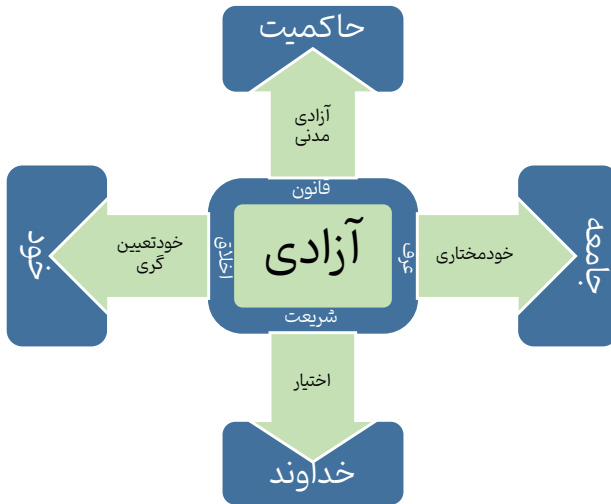 حاکمیت
آزادی
مدنی
قانون
جامعه
خودمختاری
عرف
آزادی
اخلاق
خودتعیین
گری
خود
شریعت
اختیار
خداوند